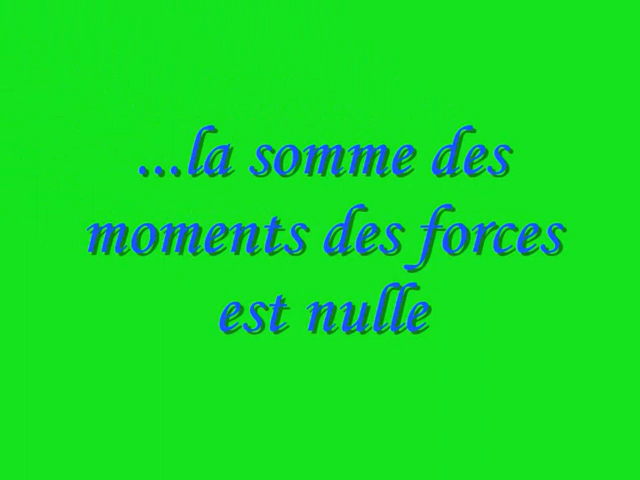 ...la somme des
moments des forces
est nulle